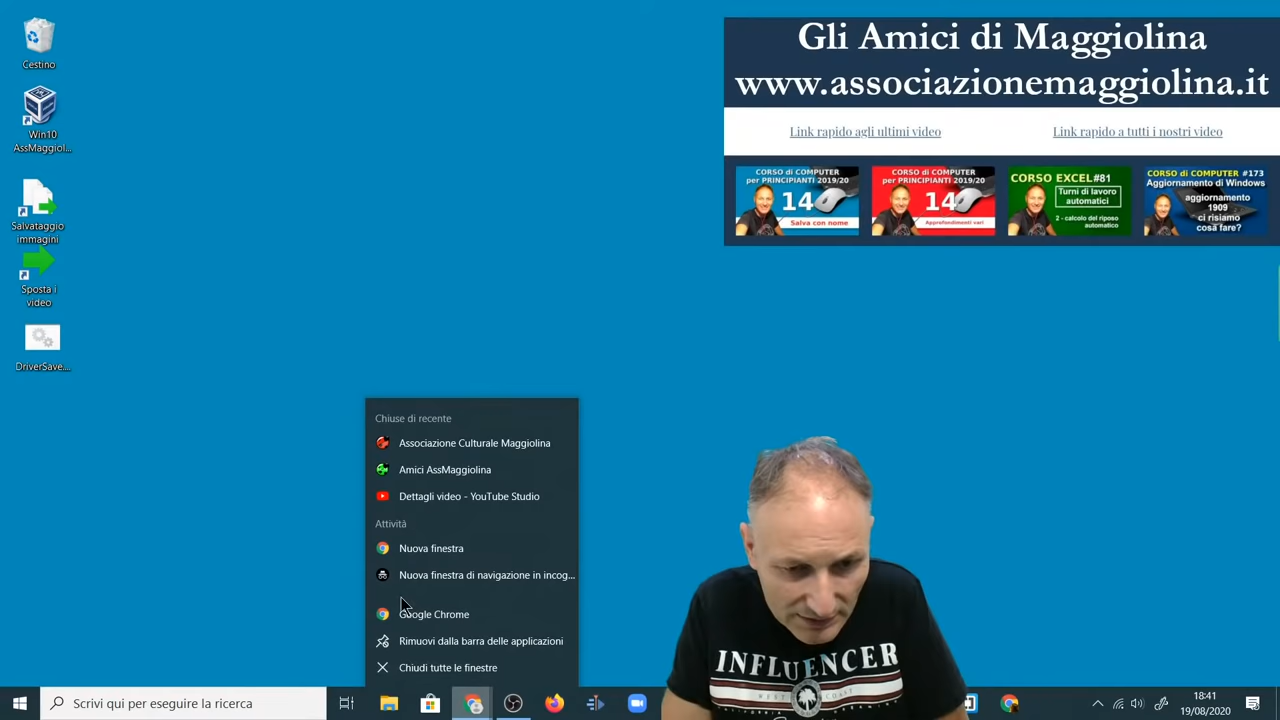 Cestino
Win10
AssMaggiol...
Salvataggio
immagini
Sposta i
video
DriverSave....
Gli Amici di Maggiolina
www.associazionemaggiolina.it
Link rapido agli ultimi video
Link rapido a tutti i nostri video
CORSO di COMPUTER
per PRINCIPIANTI 2019/20
14
Salva con nome
CORSO di COMPUTER
per PRINCIPIANTI 2019/20
14
Approfondimenti vari
CORSO EXCEL#81
Turni di lavoro
automatici
2 - calcolo del riposo
automatico
CORSO di COMPUTER #173
Aggiornamento di Windows
aggiornamento
1909
ci risiamo
cosa fare?
Chiuse di recente
Associazione Culturale Maggiolina
Amici AssMaggiolina
Dettagli video - YouTube Studio
Attività
Nuova finestra
Nuova finestra di navigazione in incog...
Google Chrome
Rimuovi dalla barra delle applicazioni
Chiudi tutte le finestre
INFLUENCER
Scrivi qui per eseguire la ricerca
18:41
19/08/2020